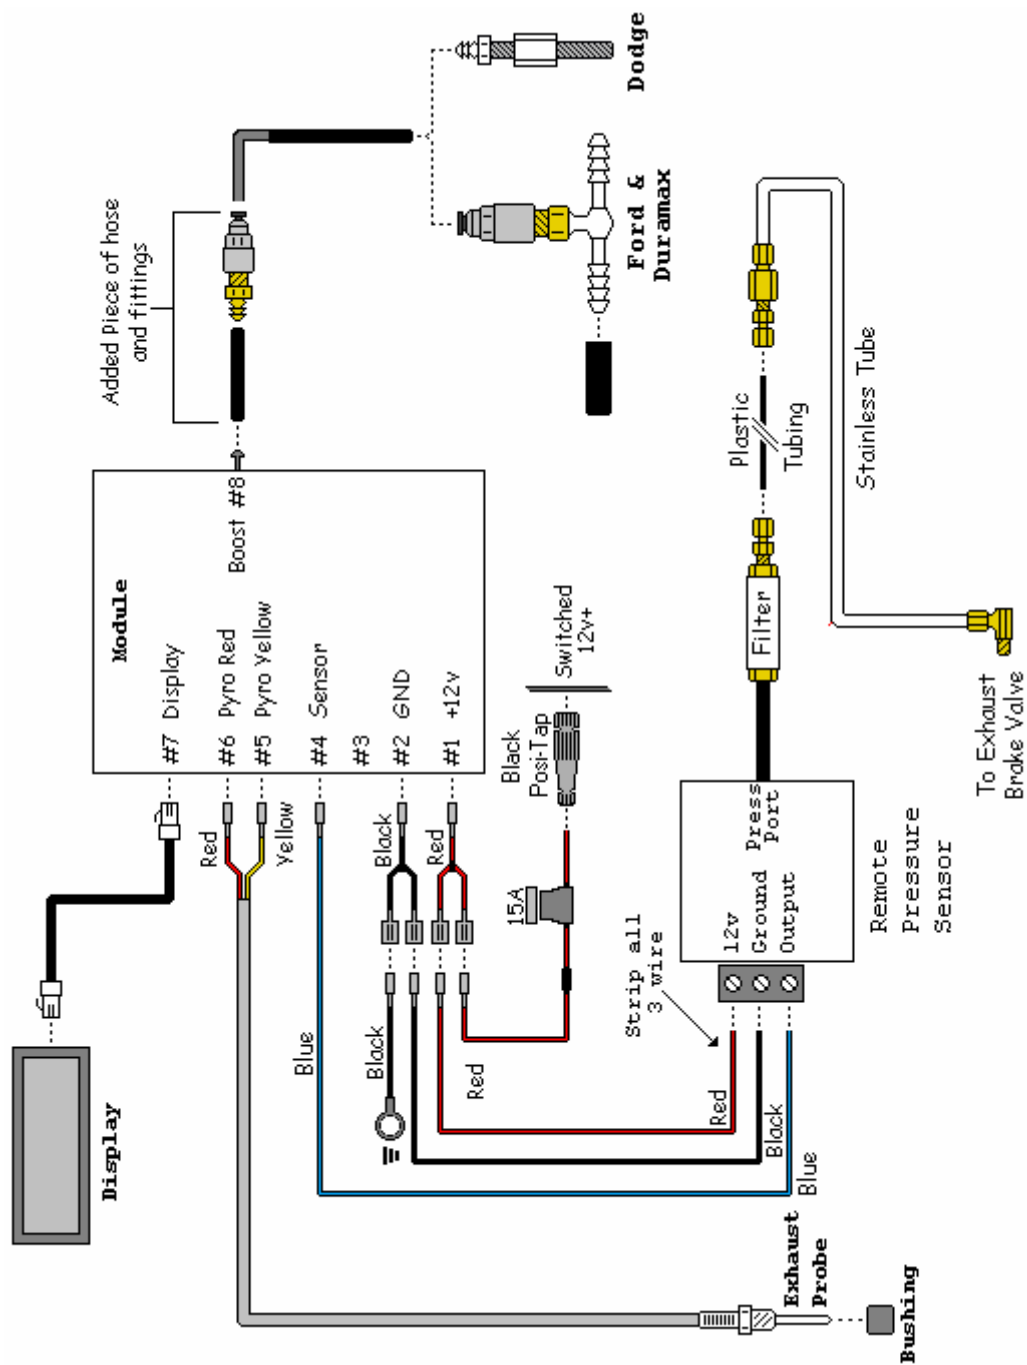 Display
Module
#7 Display
#6 Pyro Red
#5 Pyro Yellow
#4 Sensor
#3
#2 GND
#1 +12v
Boost #8
Added Piece of hose
and fittings
Dodge
Ford &
Duramax
Red
Yellow
Black
Red
Blue
Black
Red
15A
Black
Posi-Tap
Switched
12v+
Strip all
3 wire
Red
Black
Blue
12v
Ground
Output
Press
Port
Remote
Pressure
Sensor
Filter
Plastic
Tubing
Stainless Tube
To Exhaust
Brake Valve
Exhaust
Probe
Bushing